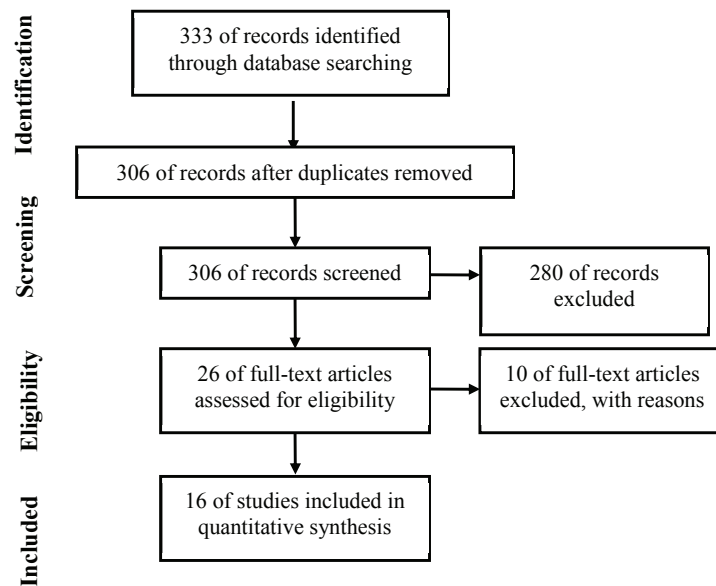 Identification
333 of records identified
through database searching
306 of records after duplicates removed
Screening
306 of records screened
280 of records
excluded
Eligibility
26 of full-text articles
assessed for eligibility
10 of full-text articles
excluded, with reasons
Included
16 of studies included in
quantitative synthesis